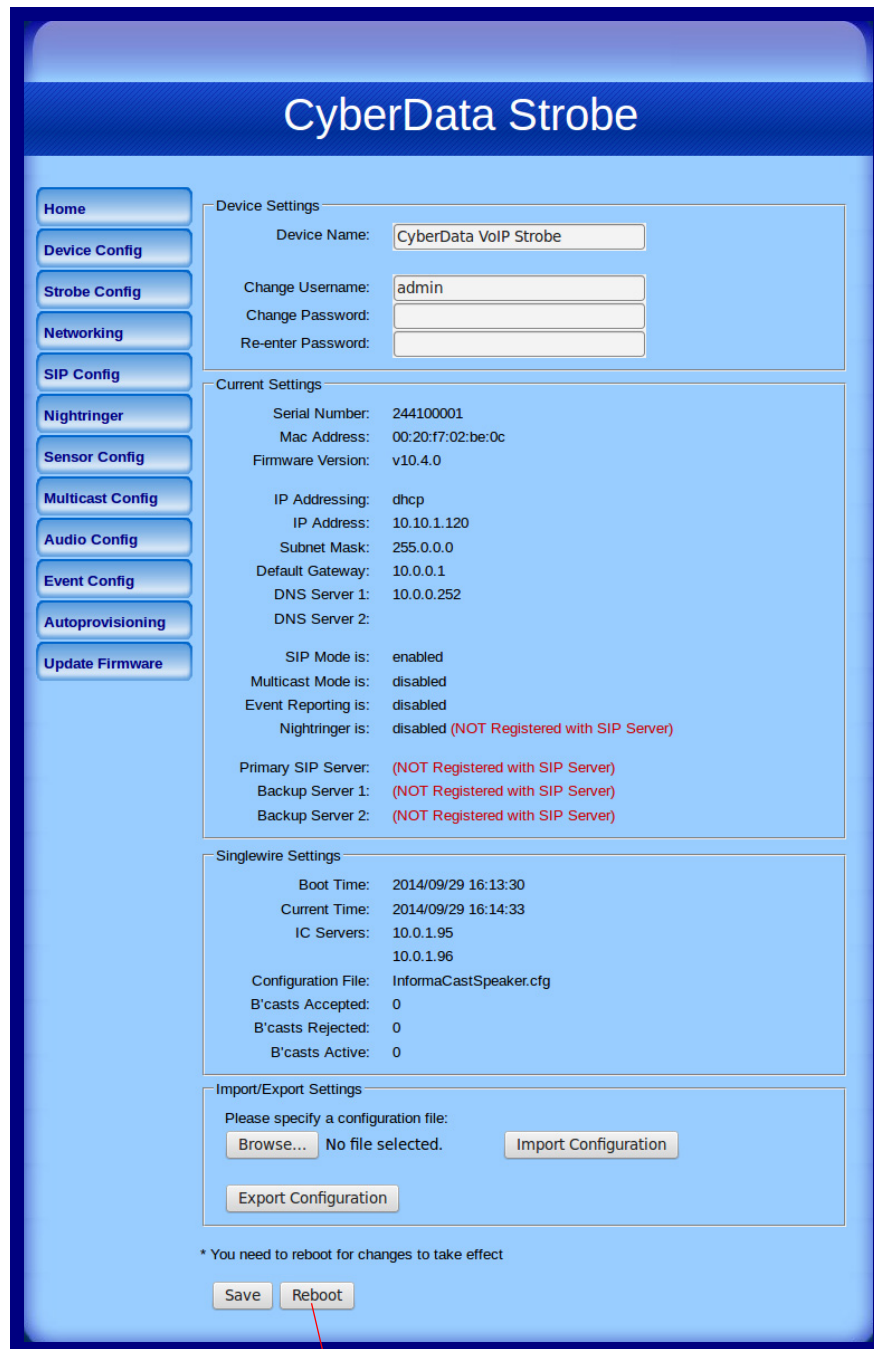 CyberData Strobe
Home
Device Config
Strobe Config
Networking
SIP Config
Nightringer
Sensor Config
Multicast Config
Audio Config
Event Config
Autoprovisioning
Update Firmware
Device Settings
Device Name: CyberData VoIP Strobe
Change Username: admin
Change Password:
Re-enter Password:
Current Settings
Serial Number: 244100001
Mac Address: 00:20:f7:02:be:0c
Firmware Version: v10.4.0
IP Addressing: dhcp
IP Address: 10.10.1.120
Subnet Mask: 255.0.0.0
Default Gateway: 10.0.0.1
DNS Server 1: 10.0.0.252
DNS Server 2:
SIP Mode is: enabled
Multicast Mode is: disabled
Event Reporting is: disabled
Nightringer is: disabled (NOT Registered with SIP Server)
Primary SIP Server: (NOT Registered with SIP Server)
Backup Server 1: (NOT Registered with SIP Server)
Backup Server 2: (NOT Registered with SIP Server)
Singlewire Settings
Boot Time: 2014/09/29 16:13:30
Current Time: 2014/09/29 16:14:33
IC Servers: 10.0.1.95
10.0.1.96
Configuration File: InformaCastSpeaker.cfg
B'casts Accepted: 0
B'casts Rejected: 0
B'casts Active: 0
Import/Export Settings
Please specify a configuration file:
Browse... No file selected. Import Configuration
Export Configuration
* You need to reboot for changes to take effect
Save Reboot